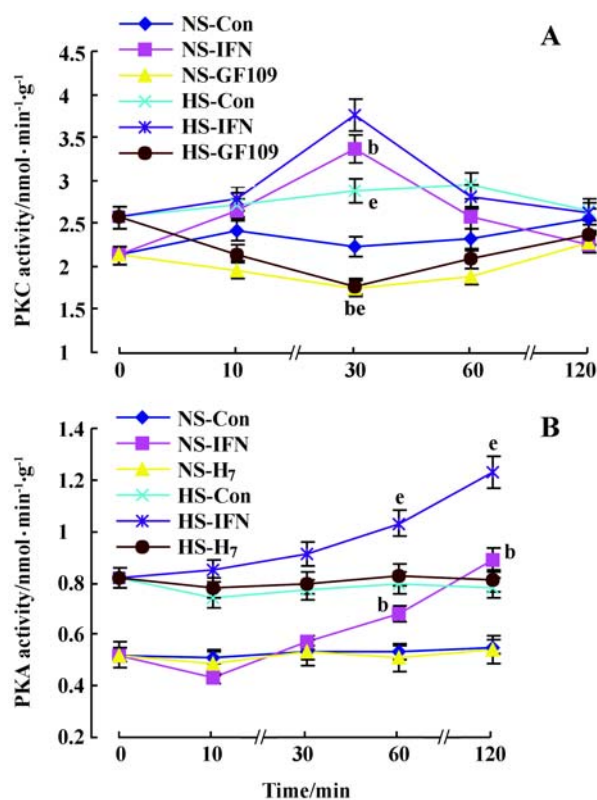 A
NS-Con
NS-IFN
NS-GF109
HS-Con
HS-IFN
HS-GF109
PKC activity/nmol·min⁻¹·g⁻¹
4.5
4
3.5
3
2.5
2
1.5
1
b
e
be
0 10 30 60 120
B
NS-Con
NS-IFN
NS-H₇
HS-Con
HS-IFN
HS-H₇
PKA activity/nmol·min⁻¹·g⁻¹
1.4
1.2
1
0.8
0.6
0.4
0.2
e
e
b
b
0 10 30 60 120
Time/min